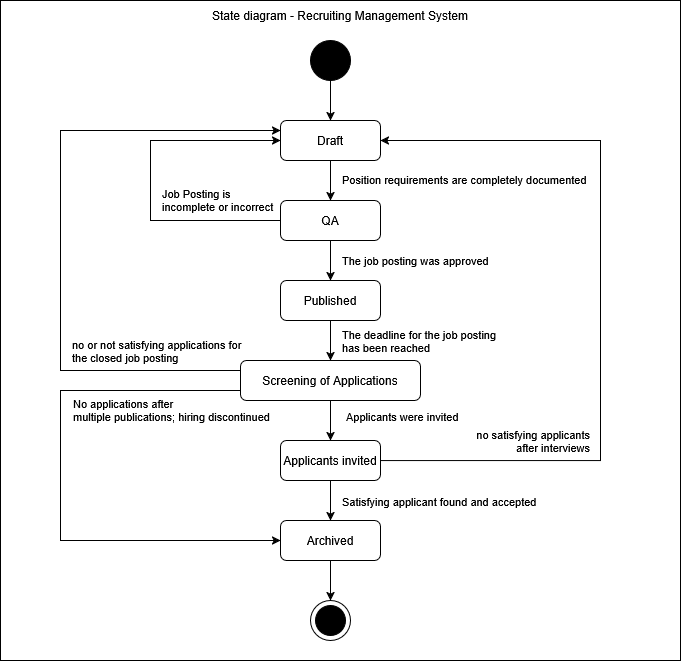 State diagram - Recruiting Management System
Draft
Position requirements are completely documented
Job Posting is
incomplete or incorrect
QA
The job posting was approved
Published
The deadline for the job posting
has been reached
no or not satisfying applications for
the closed job posting
Screening of Applications
No applications after
multiple publications; hiring discontinued
Applicants were invited
no satisfying applicants
after interviews
Applicants invited
Satisfying applicant found and accepted
Archived